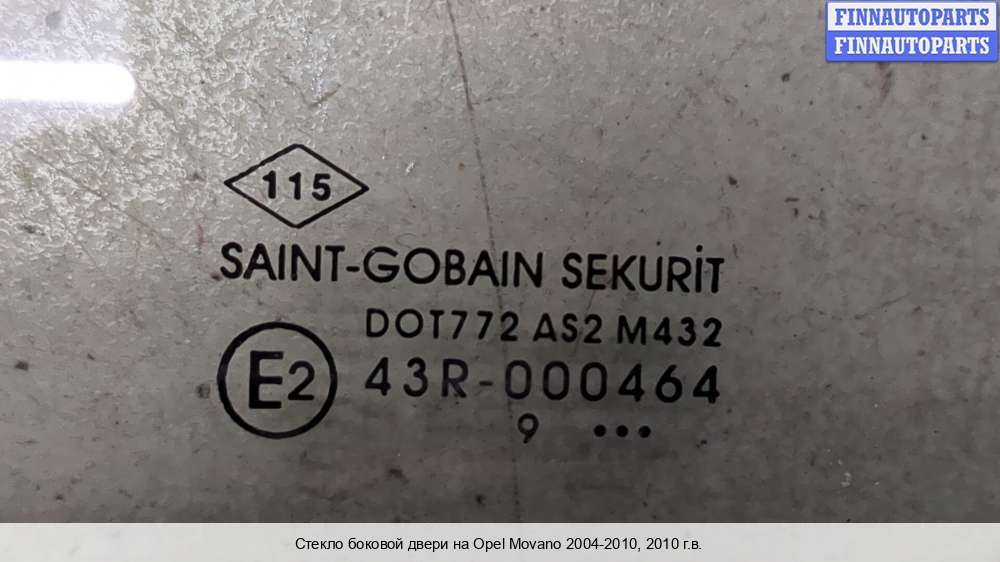 FINNAUTOPARTS
FINNAUTOPARTS
115
SAINT-GOBAIN SEKURİT
DOT772 AS2 M432
E2
43R-000464
9 •••
Стекло боковой двери на Opel Movano 2004-2010, 2010 г.в.